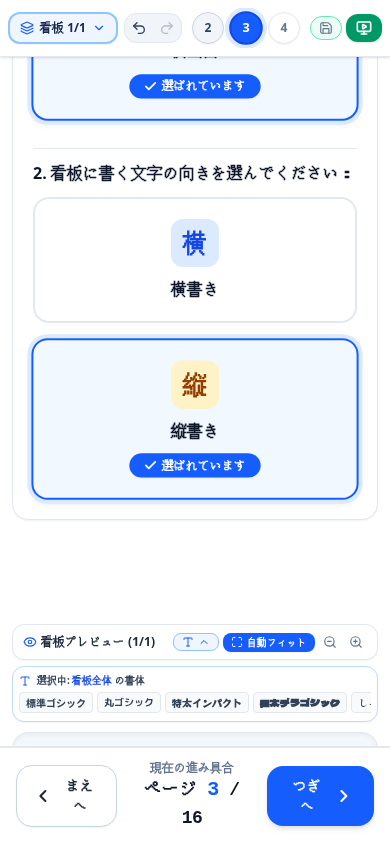 看板 1/1
2
3
4
選ばれています
2. 看板に書く文字の向きを選んでください：
横
横書き
縦
縦書き
選ばれています
看板プレビュー (1/1)
自動フィット
選択中: 看板全体 の書体
標準ゴシック
丸ゴシック
特太インパクト
現在の進み具合
まえ
へ
ページ 3 /
16
つぎ
へ